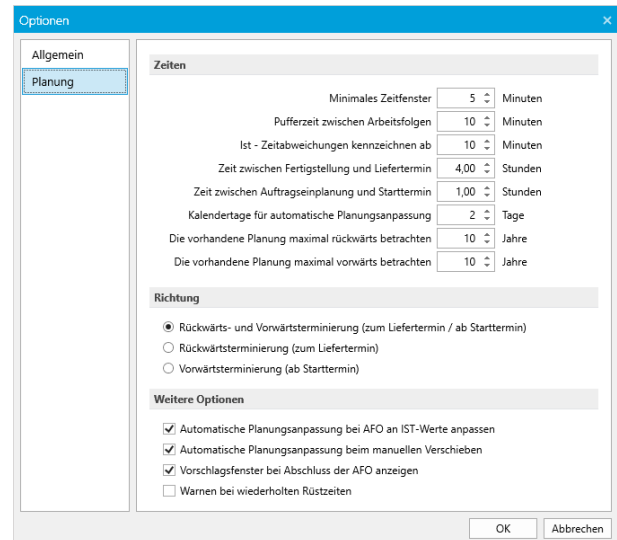 Optionen
Allgemein
Planung
Zeiten
Minimales Zeitfenster 5 Minuten
Pufferzeit zwischen Arbeitsfolgen 10 Minuten
Ist - Zeitabweichungen kennzeichnen ab 10 Minuten
Zeit zwischen Fertigstellung und Liefertermin 4,00 Stunden
Zeit zwischen Auftragseinplanung und Starttermin 1,00 Stunden
Kalendertage für automatische Planungsanpassung 2 Tage
Die vorhandene Planung maximal rückwärts betrachten 10 Jahre
Die vorhandene Planung maximal vorwärts betrachten 10 Jahre
Richtung
Rückwärts- und Vorwärtsterminierung (zum Liefertermin / ab Starttermin)
Rückwärtsterminierung (zum Liefertermin)
Vorwärtsterminierung (ab Starttermin)
Weitere Optionen
Automatische Planungsanpassung bei AFO an IST-Werte anpassen
Automatische Planungsanpassung beim manuellen Verschieben
Vorschlagsfenster bei Abschluss der AFO anzeigen
Warnen bei wiederholten Rüstzeiten
OK Abbrechen